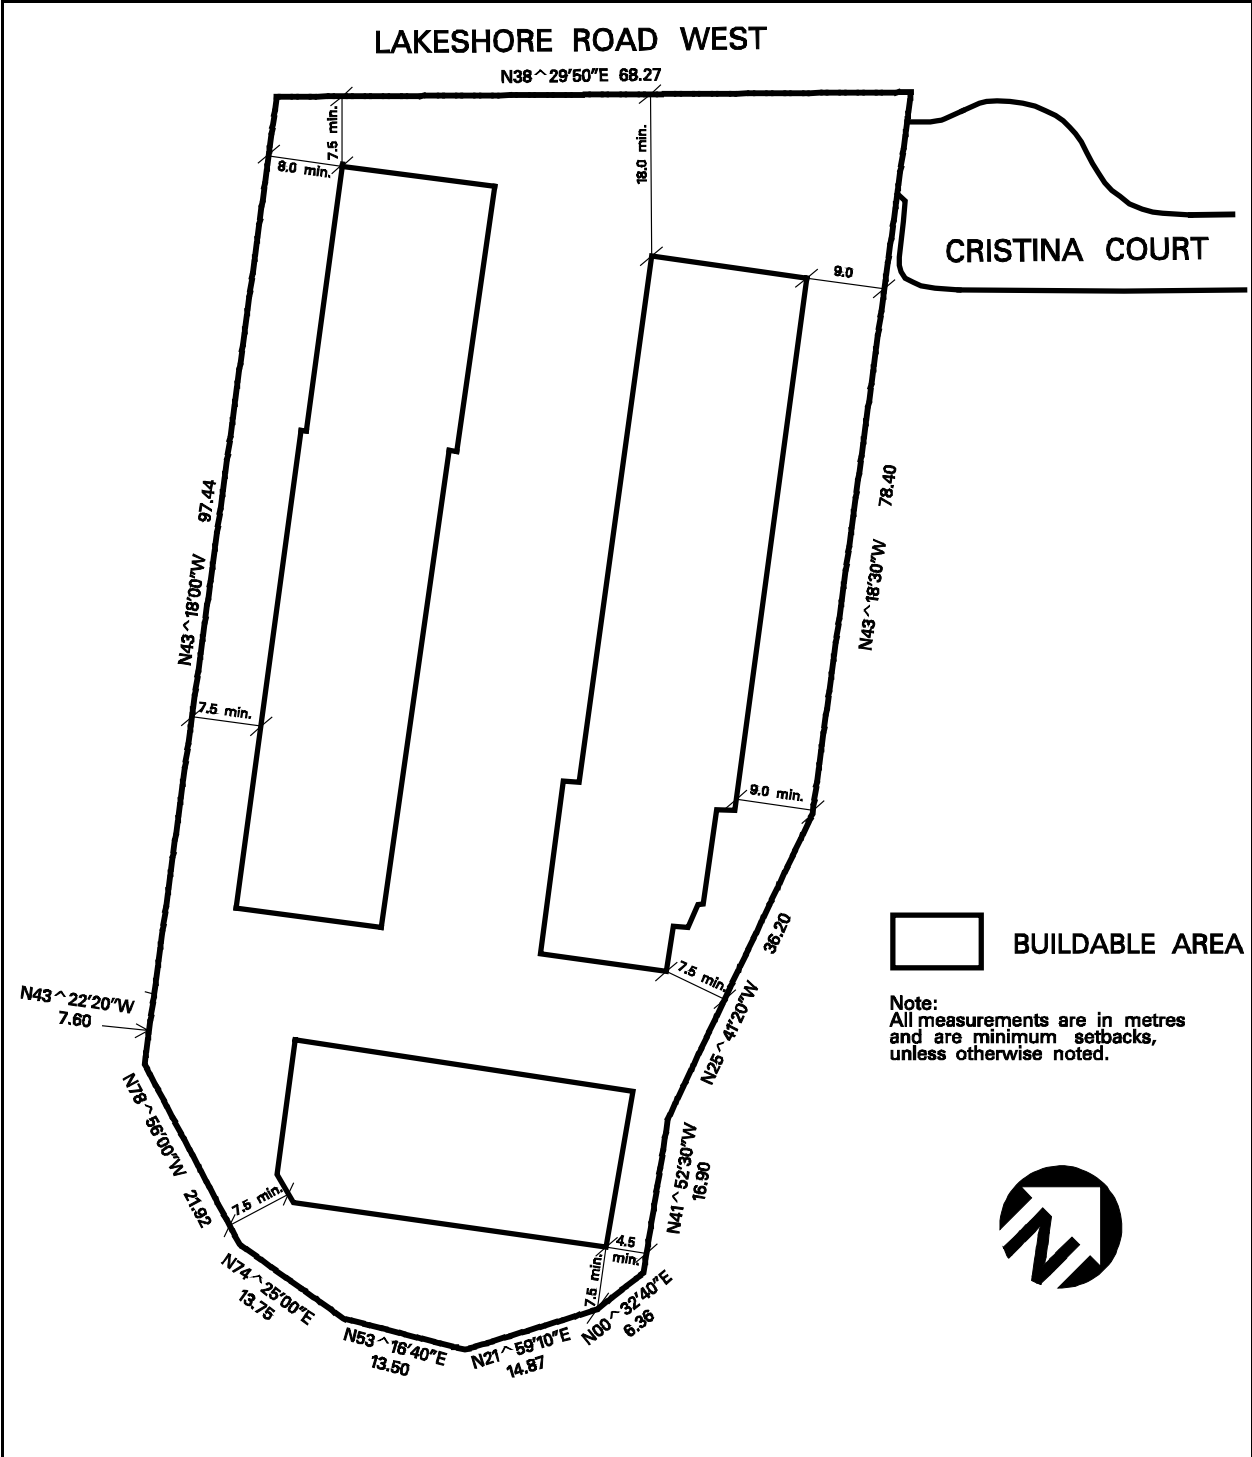 LAKESHORE ROAD WEST
N38^29'50"E 68.27
7.5 min.
8.0 min.
18.0 min.
9.0
CRISTINA COURT
97.44
N43^18'00"W
78.40
N43^18'30"W
7.5 min.
9.0 min.
36.20
N25^41'20"W
7.5 min.
BUILDABLE AREA
Note:
All measurements are in metres
and are minimum setbacks,
unless otherwise noted.
N43^22'20"W
7.60
N78^56'00"W 21.92
7.5 min.
N41^52'30"W
16.90
4.5
min.
7.5 min.
N74^25'00"E
13.75
N53^16'40"E
13.50
N21^59'10"E
14.87
N00^32'40"E
6.36
N